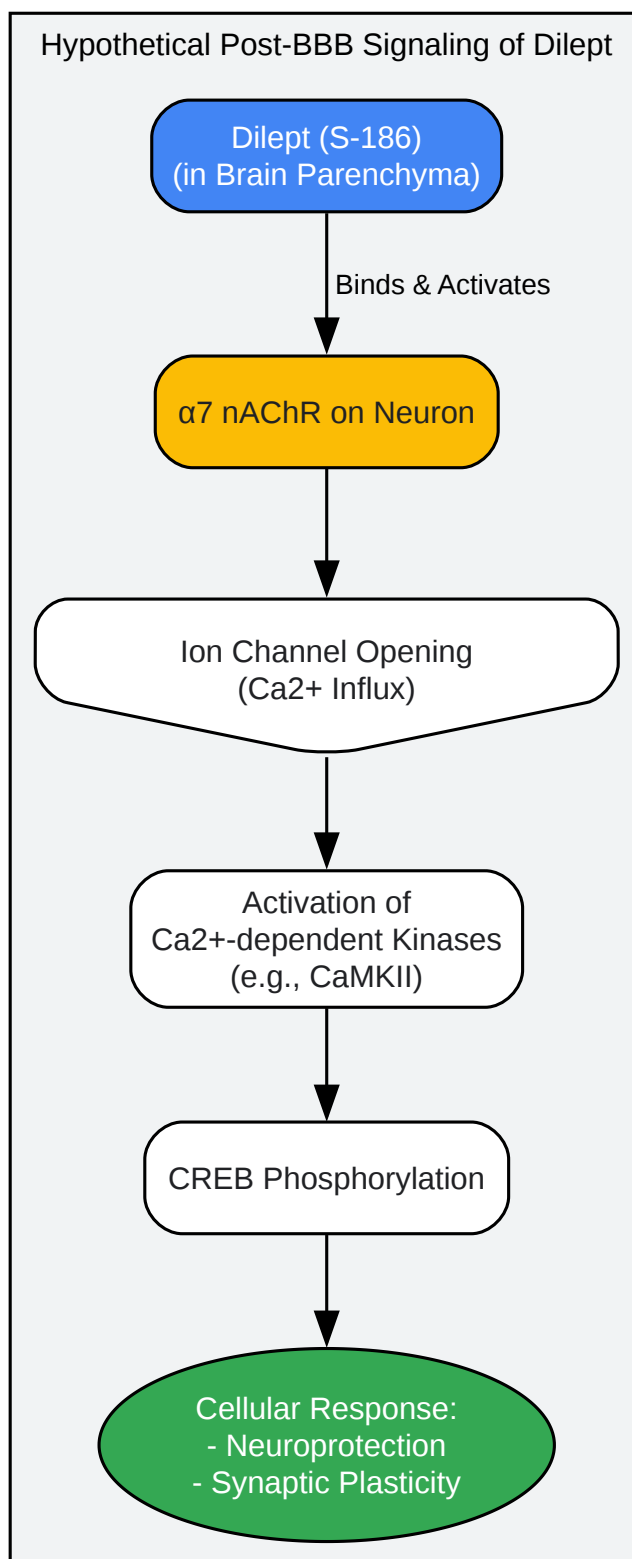 Hypothetical Post-BBB Signaling of Dilept
Dilept (S-186)
(in Brain Parenchyma)
Binds & Activates
α7 nAChR on Neuron
Ion Channel Opening
(Ca2+ Influx)
Activation of
Ca2+-dependent Kinases
(e.g., CaMKII)
CREB Phosphorylation
Cellular Response:
- Neuroprotection
- Synaptic Plasticity